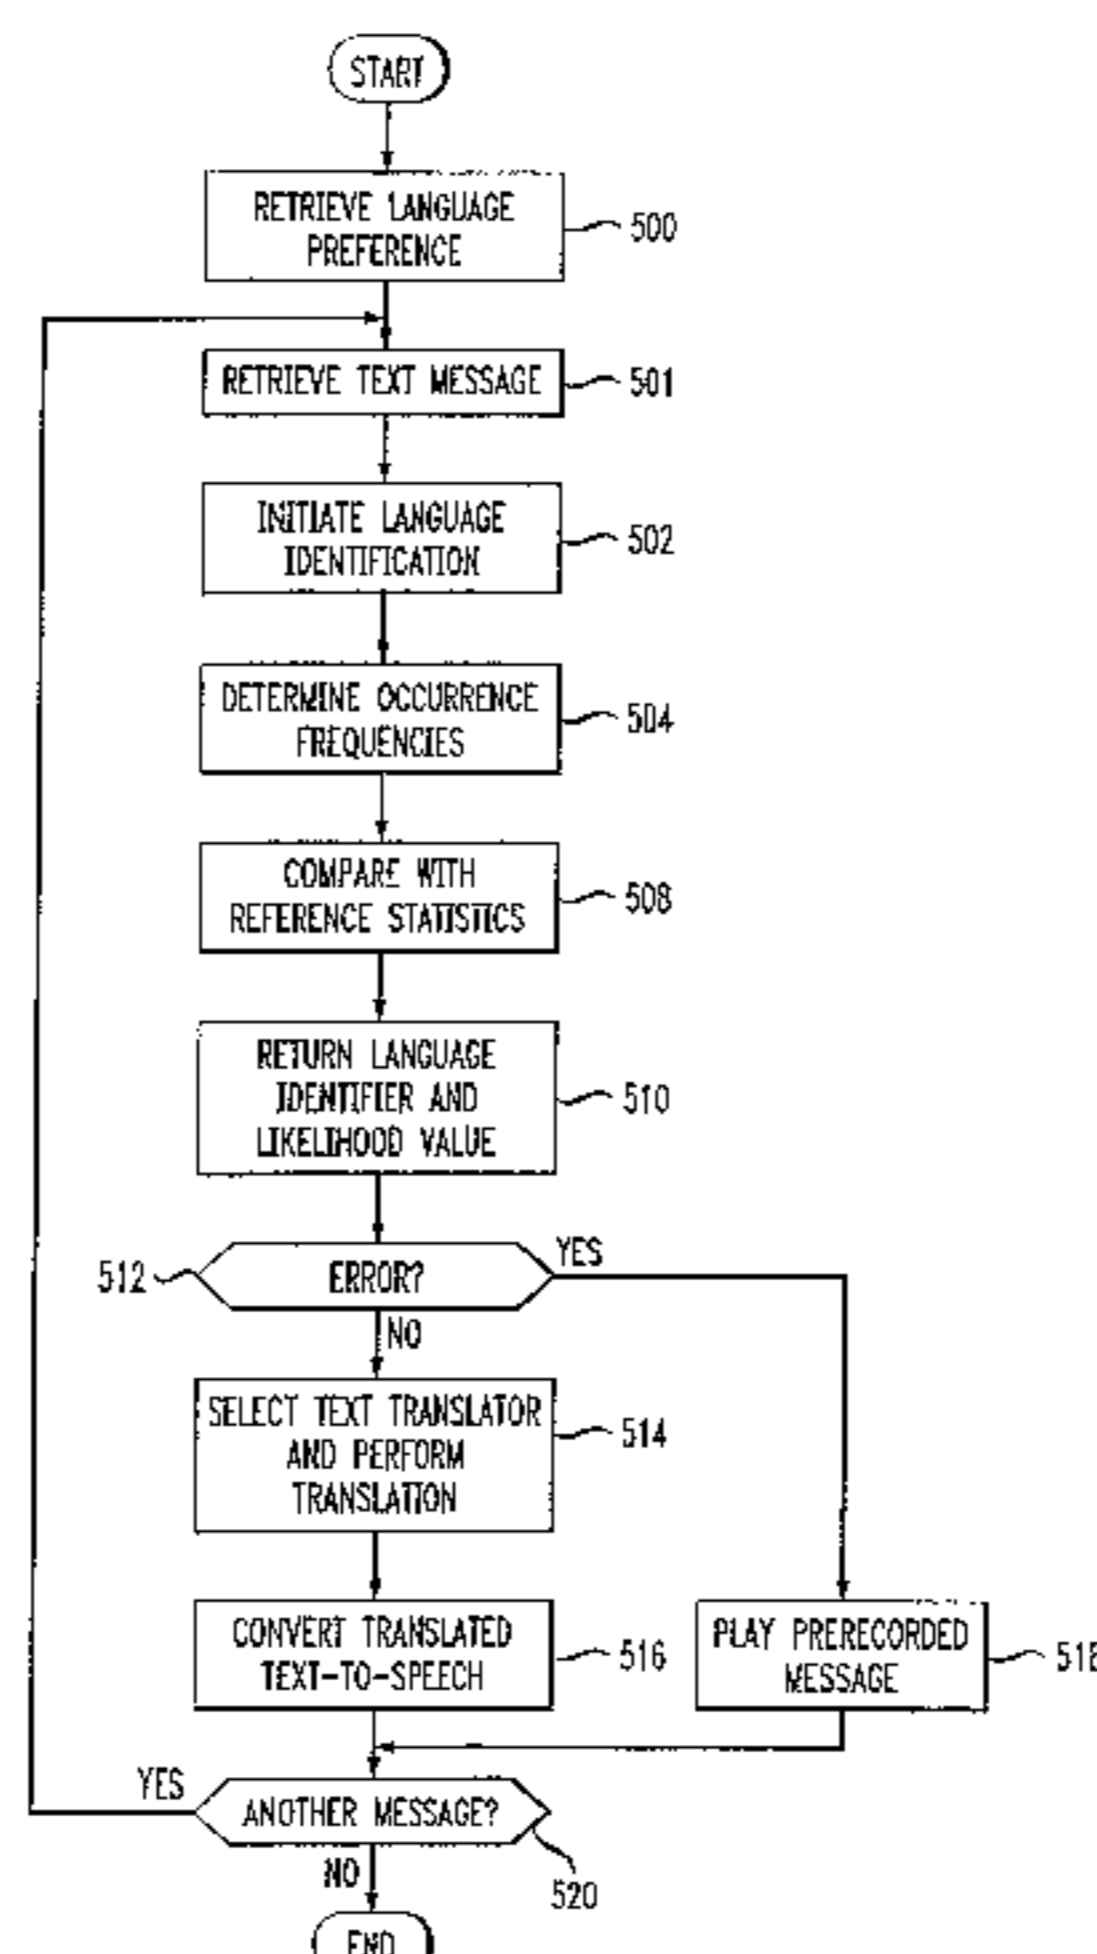 START
RETRIEVE LANGUAGE
PREFERENCE
500
RETRIEVE TEXT MESSAGE
501
INITIATE LANGUAGE
IDENTIFICATION
502
DETERMINE OCCURRENCE
FREQUENCIES
504
COMPARE WITH
REFERENCE STATISTICS
508
RETURN LANGUAGE
IDENTIFIER AND
LIKELIHOOD VALUE
510
512
ERROR?
YES
NO
SELECT TEXT TRANSLATOR
AND PERFORM
TRANSLATION
514
CONVERT TRANSLATED
TEXT-TO-SPEECH
516
PLAY PRERECORDED
MESSAGE
YES
ANOTHER MESSAGE?
520
NO
END